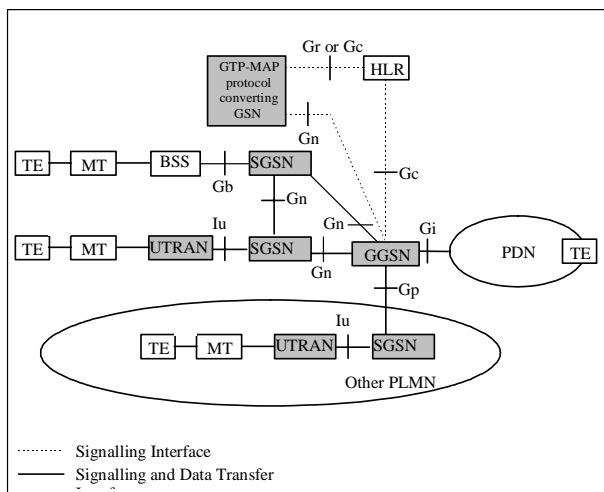 Gr or Gc
GTP-MAP
protocol
converting
GSN
HLR
Gn
TE
MT
BSS
SGSN
Gb
Gc
Gn
Gn
Iu
Gi
TE
MT
UTRAN
SGSN
Gn
GGSN
PDN
TE
Gp
Iu
TE
MT
UTRAN
SGSN
Other PLMN
Signalling Interface
Signalling and Data Transfer